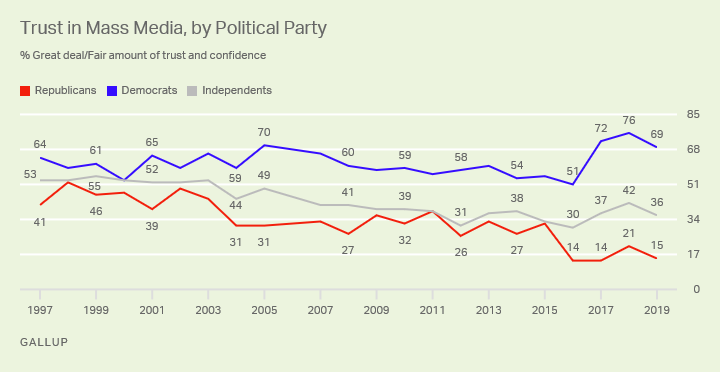 Trust in Mass Media, by Political Party
% Great deal/Fair amount of trust and confidence
Republicans Democrats Independents
85
68
51
34
17
0
64 61 65 70 60 59 58 54 51 72 76 69
53 55 52 59 49 41 39 31 38 30 37 42 36
41 46 39 44 31 31 27 32 26 27 14 14 21 15
1997 1999 2001 2003 2005 2007 2009 2011 2013 2015 2017 2019
GALLUP